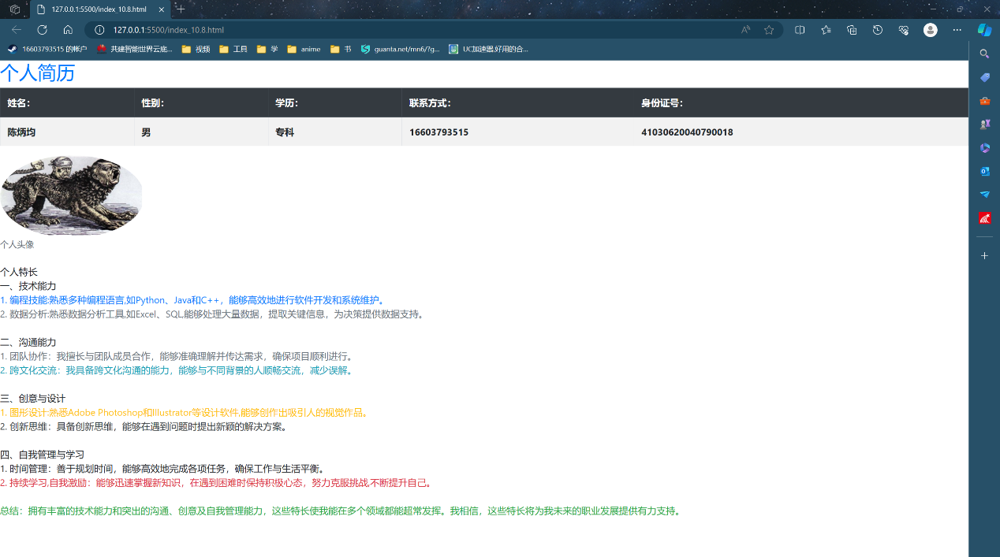 127.0.0.1:5500/index_10.8.html
127.0.0.1:5500/index_10.8.html
16603793515 的帐户 共建智能世界云底... 视频 工具 学 anime 书 guanta.net/mn6/?g... UC加速器,好用的合...
个人简历
姓名: 性别: 学历: 联系方式: 身份证号:
陈炳均 男 专科 16603793515 41030620040790018
个人头像
个人特长
一、技术能力
1. 编程技能:熟悉多种编程语言,如Python、Java和C++，能够高效地进行软件开发和系统维护。
2. 数据分析:熟悉数据分析工具,如Excel、SQL,能够处理大量数据，提取关键信息，为决策提供数据支持。
二、沟通能力
1. 团队协作：我擅长与团队成员合作，能够准确理解并传达需求，确保项目顺利进行。
2. 跨文化交流：我具备跨文化沟通的能力，能够与不同背景的人顺畅交流，减少误解。
三、创意与设计
1. 图形设计:熟悉Adobe Photoshop和Illustrator等设计软件,能够创作出吸引人的视觉作品。
2. 创新思维：具备创新思维，能够在遇到问题时提出新颖的解决方案。
四、自我管理与学习
1. 时间管理：善于规划时间，能够高效地完成各项任务，确保工作与生活平衡。
2. 持续学习,自我激励：能够迅速掌握新知识，在遇到困难时保持积极心态，努力克服挑战,不断提升自己。
总结：拥有丰富的技术能力和突出的沟通、创意及自我管理能力，这些特长使我能在多个领域都能超常发挥。我相信，这些特长将为我未来的职业发展提供有力支持。